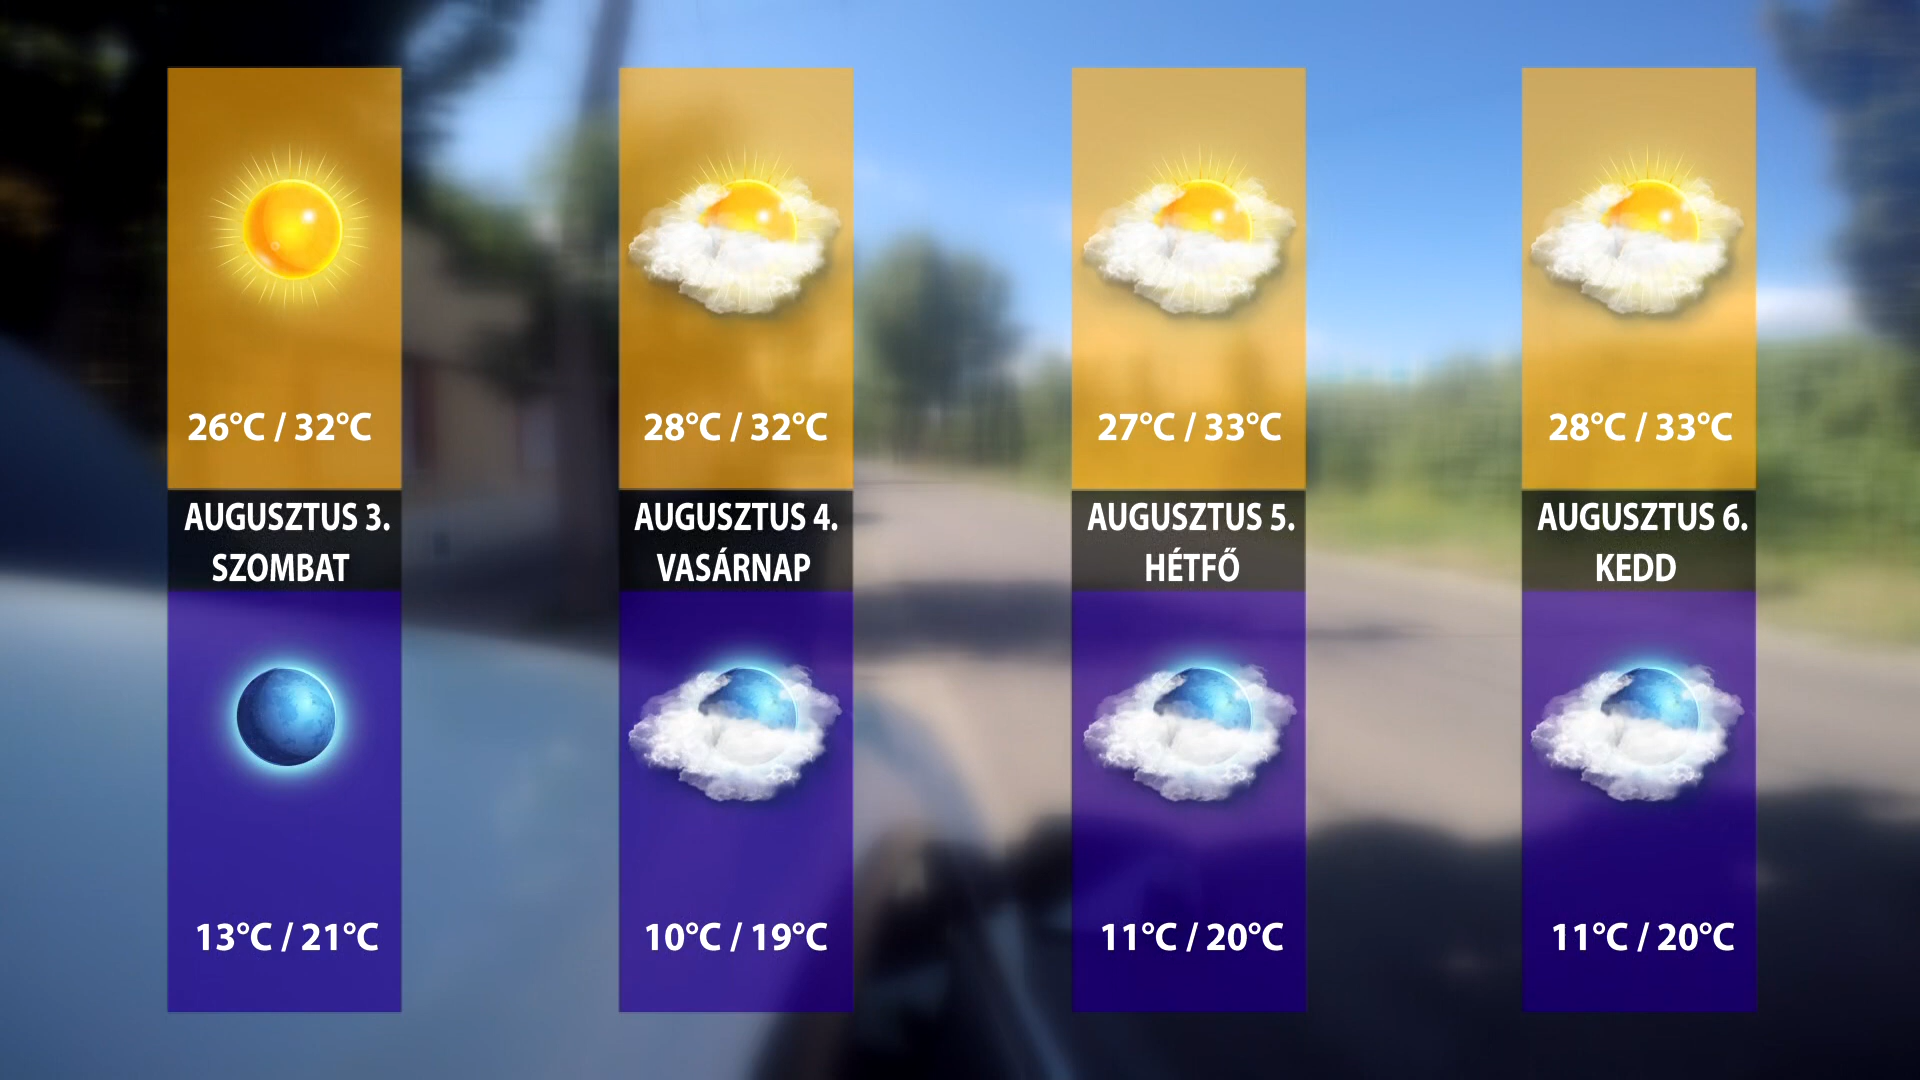 26°C / 32°C
AUGUSZTUS 3.
SZOMBAT
13°C / 21°C
28°C / 32°C
AUGUSZTUS 4.
VASÁRNAP
10°C / 19°C
27°C / 33°C
AUGUSZTUS 5.
HÉTFŐ
11°C / 20°C
28°C / 33°C
AUGUSZTUS 6.
KEDD
11°C / 20°C